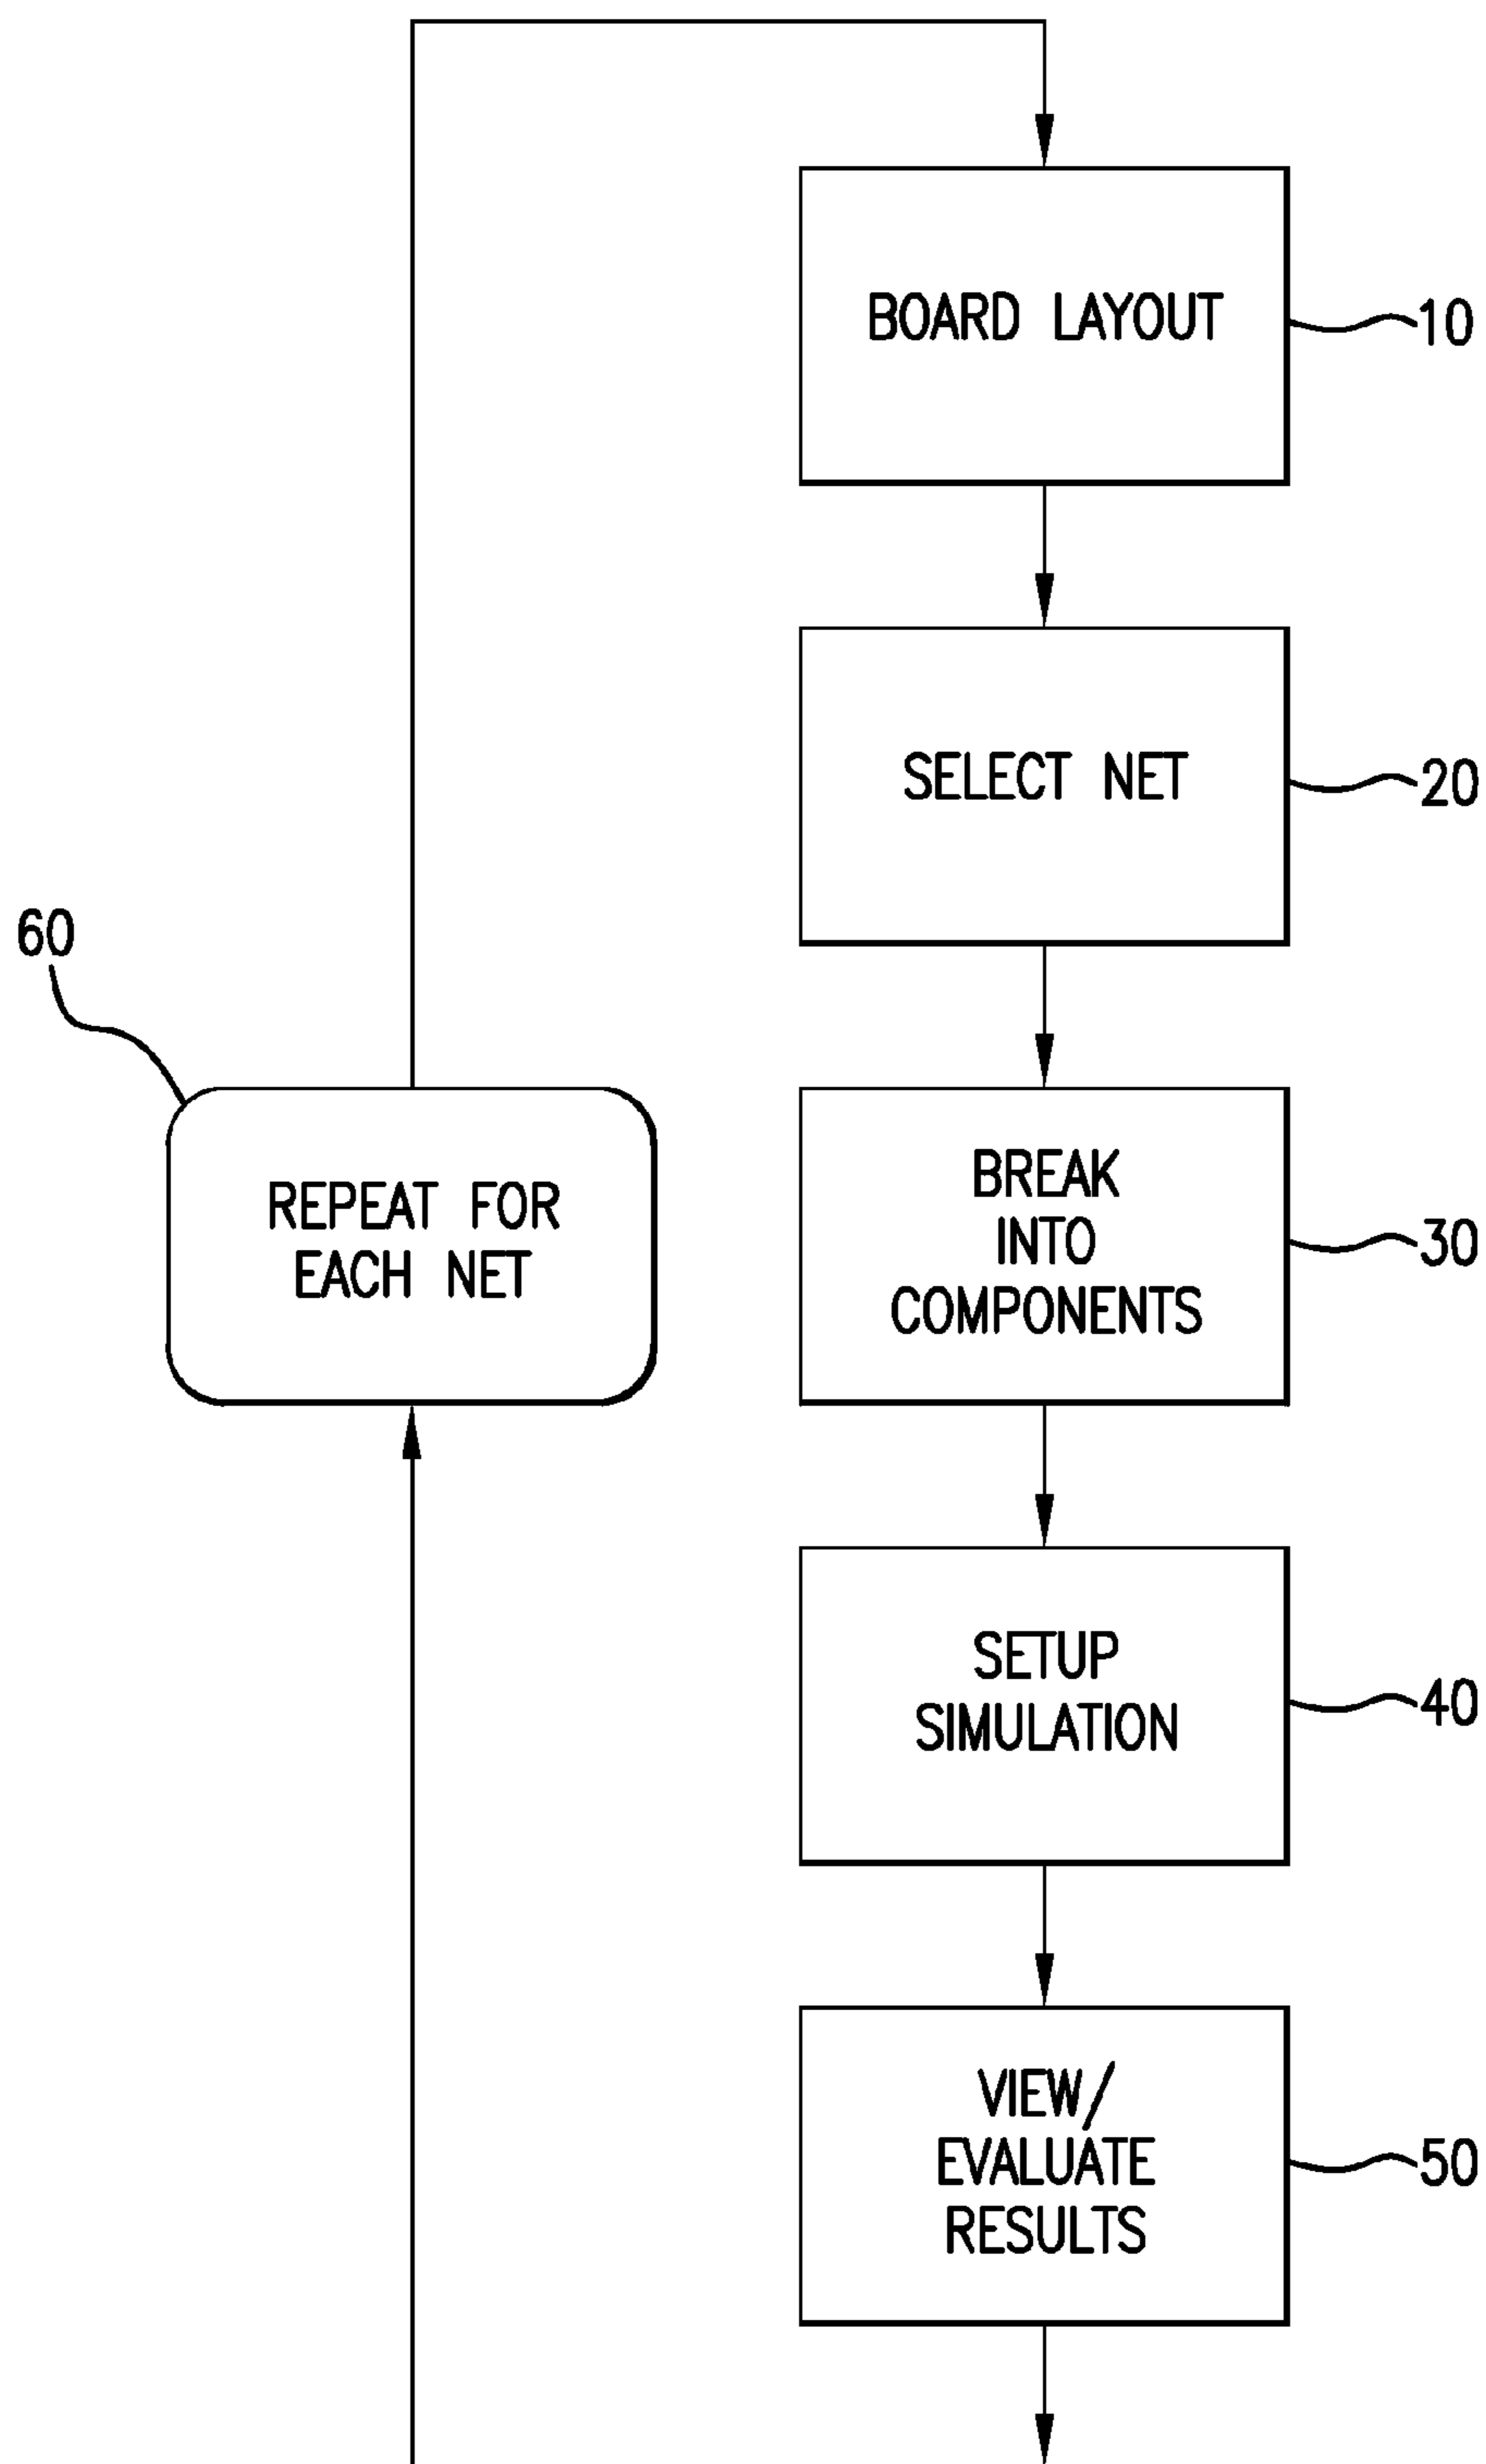 BOARD LAYOUT
10
SELECT NET
20
60
REPEAT FOR
EACH NET
BREAK
INTO
COMPONENTS
30
SETUP
SIMULATION
40
VIEW/
EVALUATE
RESULTS
50